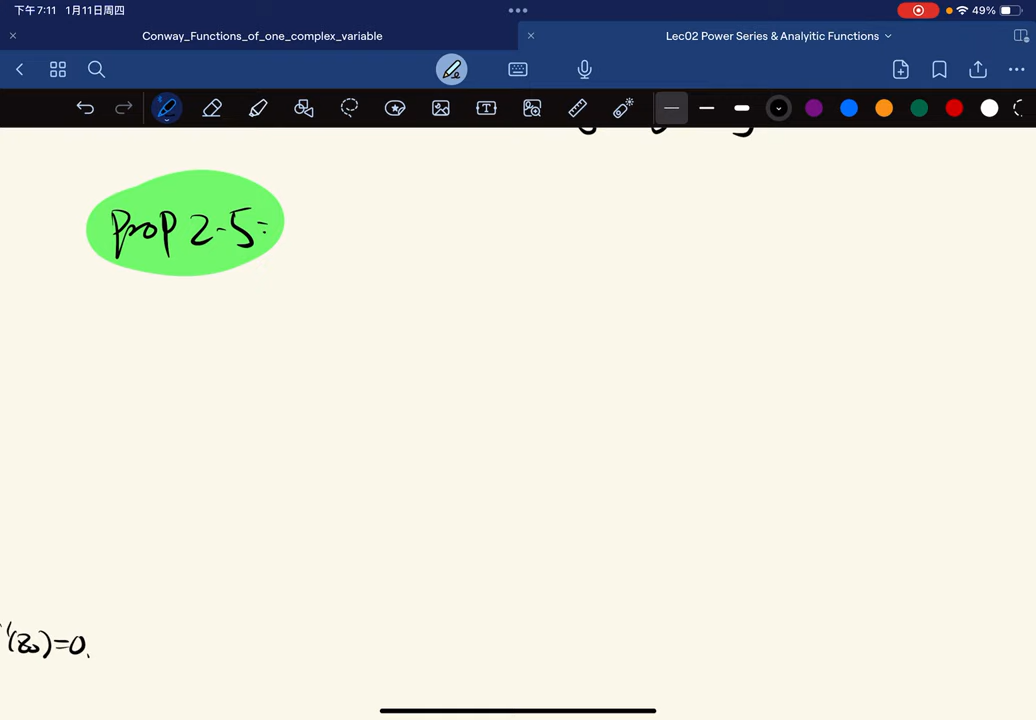 下午7:11 1月11日周四
49%
Conway_Functions_of_one_complex_variable
Lec02 Power Series & Analyitic Functions
prop 2-5:
'(z₀)=0.